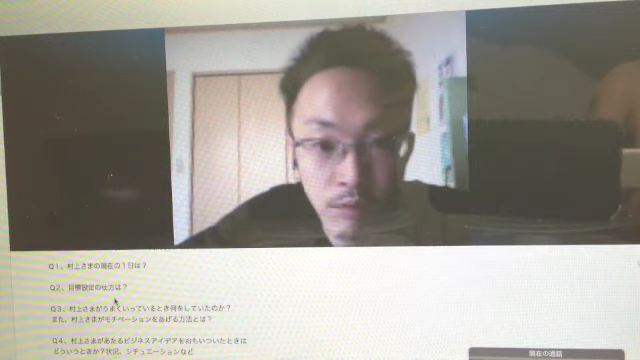 Q1、村上さまの現在の１日は？
Q2、目標設定の仕方は？
Q3、村上さまがうまくいっているとき何をしていたのか？
また、村上さまがモチベーションをあげる方法とは？
Q4、村上さまがあたるビジネスアイデアをおもいついたときは
どういうときか？状況、シチュエーションなど
現在の通話